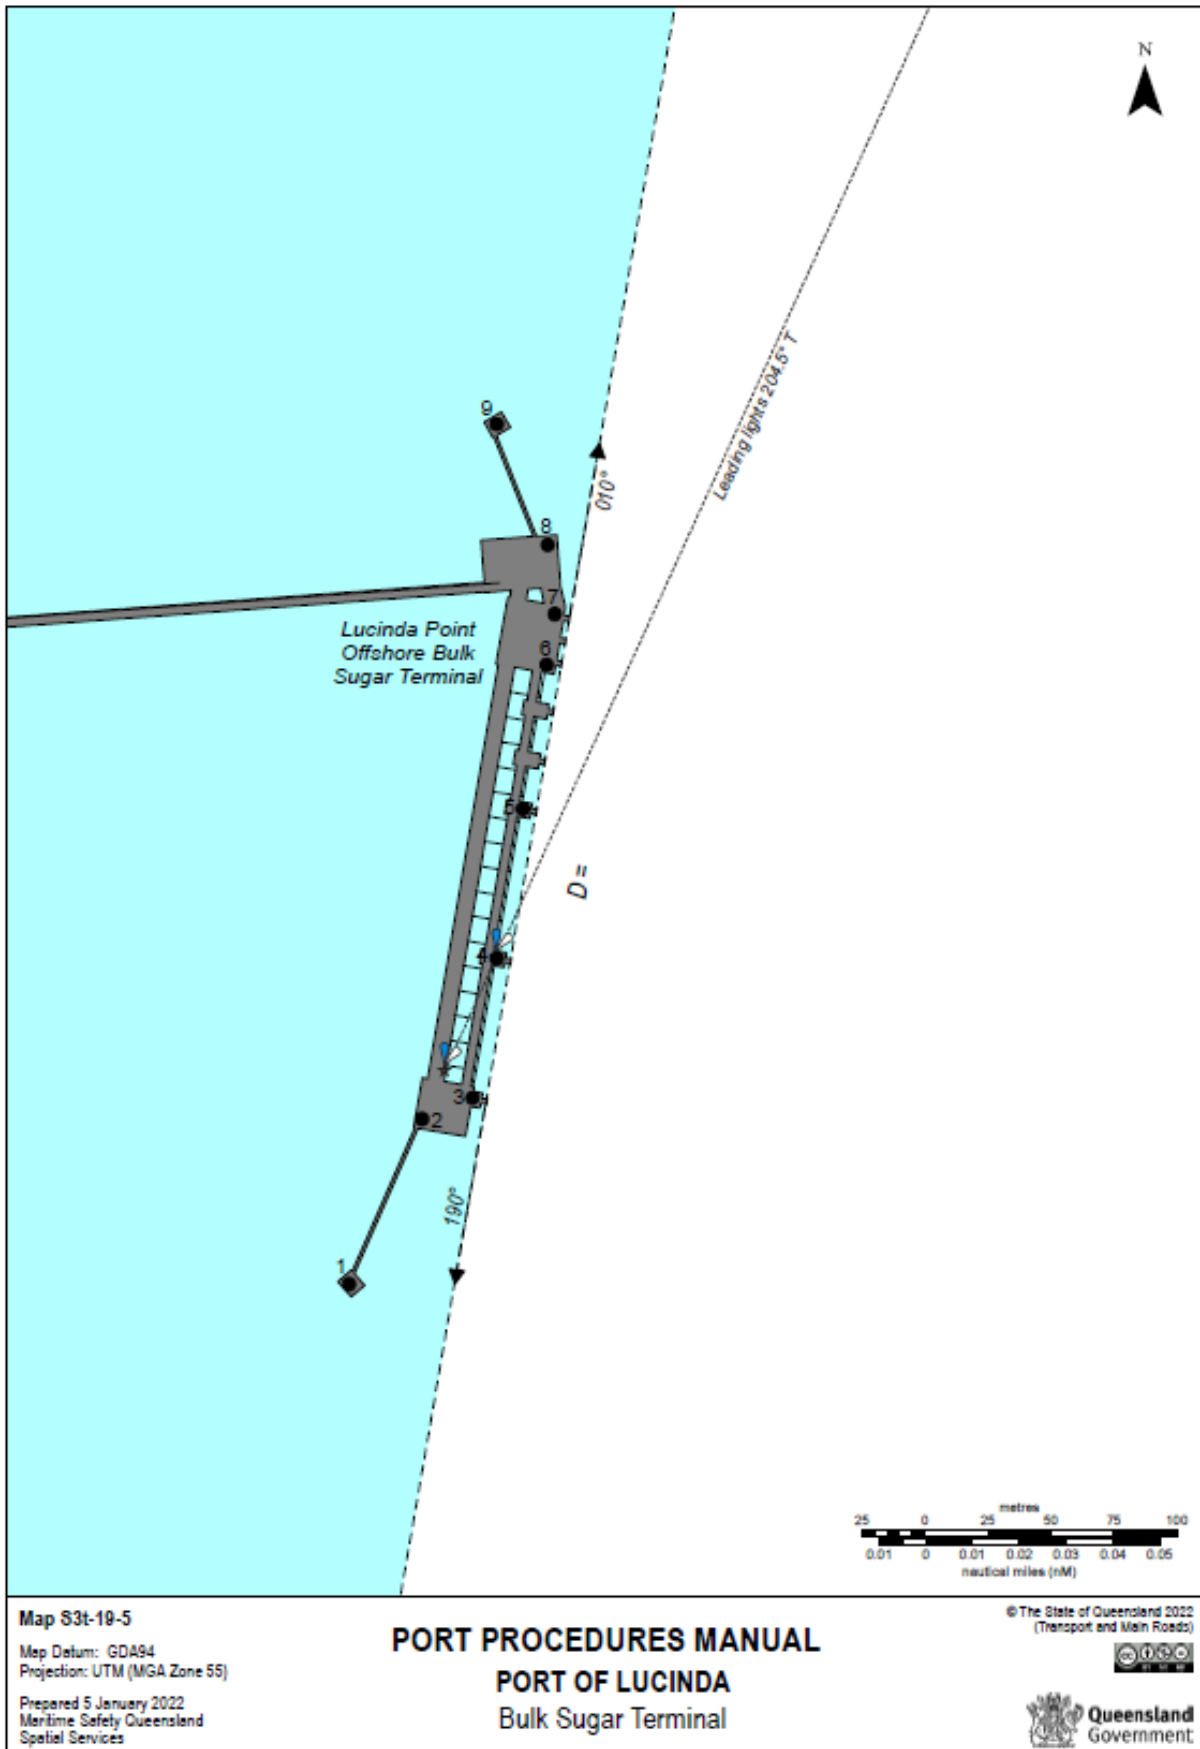 N
Leading lights 204.5° T
9
010°
8
7
Lucinda Point
Offshore Bulk
Sugar Terminal
6
5
D =
4
3
2
190°
1
metres
25 0 25 50 75 100
0.01 0 0.01 0.02 0.03 0.04 0.05
nautical miles (nM)
Map S3t-19-5
Map Datum: GDA94
Projection: UTM (MGA Zone 55)
Prepared 5 January 2022
Maritime Safety Queensland
Spatial Services
PORT PROCEDURES MANUAL
PORT OF LUCINDA
Bulk Sugar Terminal
© The State of Queensland 2022
(Transport and Main Roads)
Queensland
Government